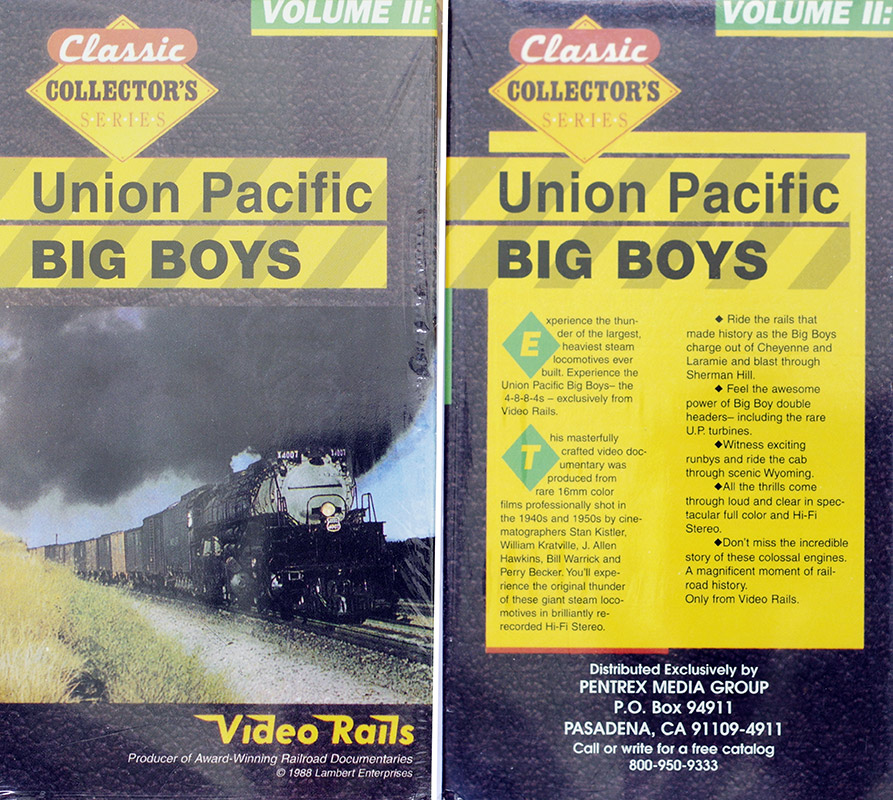 VOLUME II:
Classic
COLLECTOR'S
SERIES
Union Pacific
BIG BOYS
X4007
4007
Video Rails
Producer of Award-Winning Railroad Documentaries
© 1988 Lambert Enterprises
VOLUME II:
Classic
COLLECTOR'S
SERIES
Union Pacific
BIG BOYS
Experience the thun-
der of the largest,
heaviest steam
locomotives ever
built. Experience the
Union Pacific Big Boys– the
4-8-8-4s – exclusively from
Video Rails.
This masterfully
crafted video doc-
umentary was
produced from
rare 16mm color
films professionally shot in
the 1940s and 1950s by cine-
matographers Stan Kistler,
William Kratville, J. Allen
Hawkins, Bill Warrick and
Perry Becker. You'll expe-
rience the original thunder
of these giant steam loco-
motives in brilliantly re-
recorded Hi-Fi Stereo.
◆ Ride the rails that
made history as the Big Boys
charge out of Cheyenne and
Laramie and blast through
Sherman Hill.
◆ Feel the awesome
power of Big Boy double
headers– including the rare
U.P. turbines.
◆Witness exciting
runbys and ride the cab
through scenic Wyoming.
◆All the thrills come
through loud and clear in spec-
tacular full color and Hi-Fi
Stereo.
◆Don't miss the incredible
story of these colossal engines.
A magnificent moment of rail-
road history.
Only from Video Rails.
Distributed Exclusively by
PENTREX MEDIA GROUP
P.O. Box 94911
PASADENA, CA 91109-4911
Call or write for a free catalog
800-950-9333